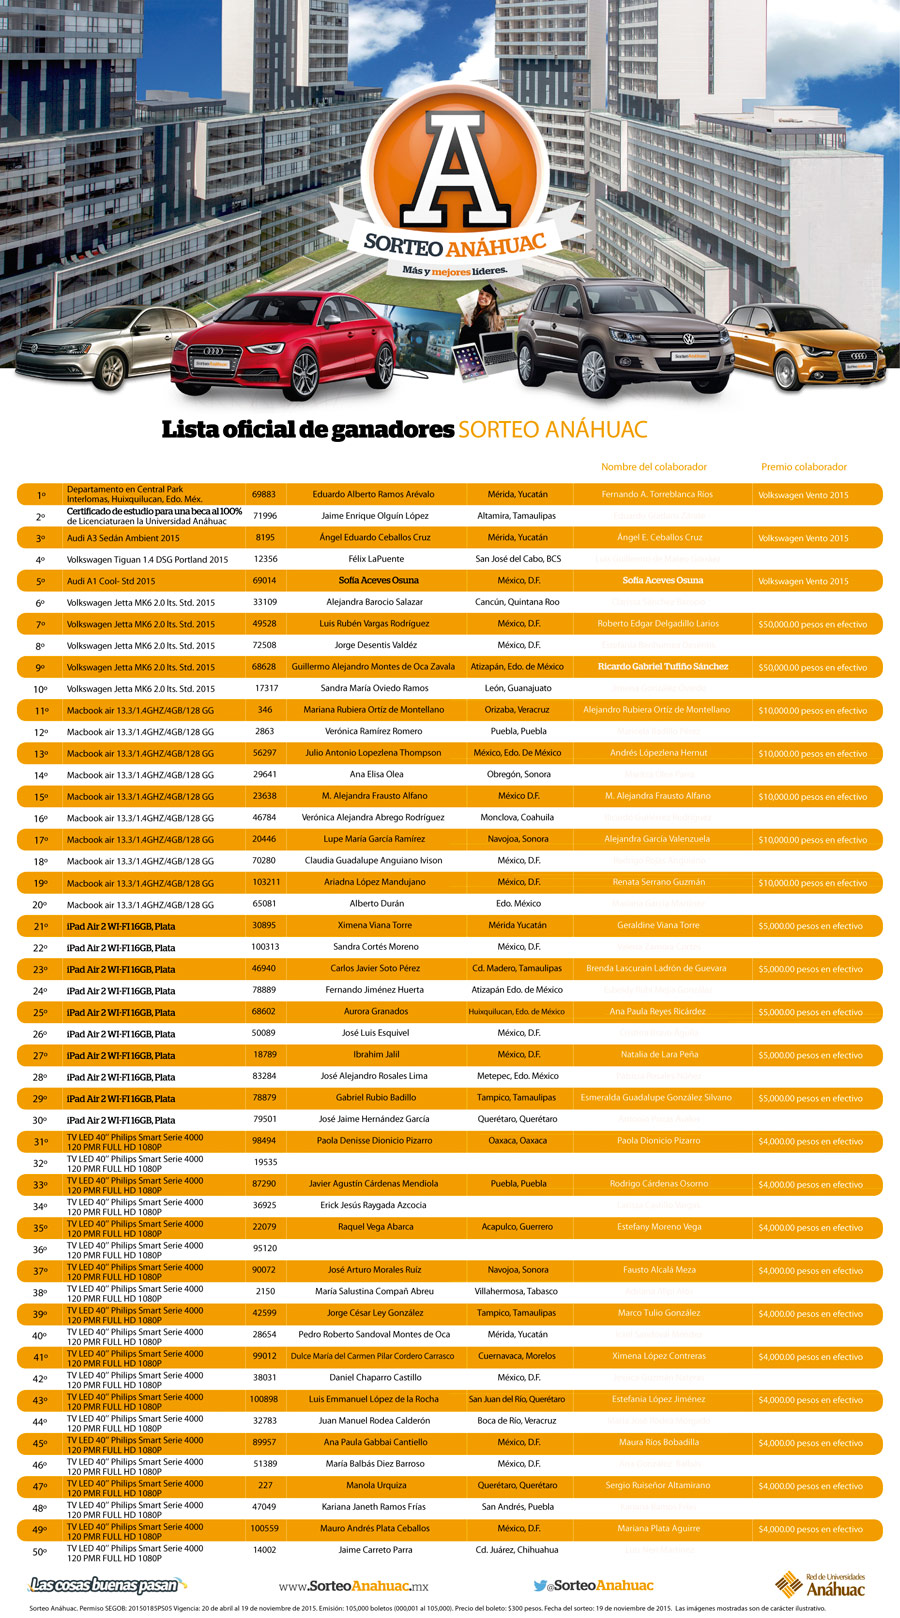 A
SORTEO ANÁHUAC
Más y mejores líderes.
Lista oficial de ganadores SORTEO ANÁHUAC
Nombre del colaborador Premio colaborador
1º Departamento en Central Park Interlomas, Huixquilucan, Edo. Méx. 69883 Eduardo Alberto Ramos Arévalo Mérida, Yucatán Fernando A. Torreblanca Ríos Volkswagen Vento 2015
2º Certificado de estudio para una beca al 100% de Licenciaturaen la Universidad Anáhuac 71996 Jaime Enrique Olguín López Altamira, Tamaulipas
3º Audi A3 Sedán Ambient 2015 8195 Ángel Eduardo Ceballos Cruz Mérida, Yucatán Ángel E. Ceballos Cruz Volkswagen Vento 2015
4º Volkswagen Tiguan 1.4 DSG Portland 2015 12356 Félix LaPuente San José del Cabo, BCS
5º Audi A1 Cool- Std 2015 69014 Sofía Aceves Osuna México, D.F. Sofía Aceves Osuna Volkswagen Vento 2015
6º Volkswagen Jetta MK6 2.0 lts. Std. 2015 33109 Alejandra Barocio Salazar Cancún, Quintana Roo
7º Volkswagen Jetta MK6 2.0 lts. Std. 2015 49528 Luis Rubén Vargas Rodríguez México, D.F. Roberto Edgar Delgadillo Larios $50,000.00 pesos en efectivo
8º Volkswagen Jetta MK6 2.0 lts. Std. 2015 72508 Jorge Desentis Valdéz México, D.F.
9º Volkswagen Jetta MK6 2.0 lts. Std. 2015 68628 Guillermo Alejandro Montes de Oca Zavala Atizapán, Edo. de México Ricardo Gabriel Tufiño Sánchez $50,000.00 pesos en efectivo
10º Volkswagen Jetta MK6 2.0 lts. Std. 2015 17317 Sandra María Oviedo Ramos León, Guanajuato
11º Macbook air 13.3/1.4GHZ/4GB/128 GG 346 Mariana Rubiera Ortíz de Montellano Orizaba, Veracruz Alejandro Rubiera Ortíz de Montellano $10,000.00 pesos en efectivo
12º Macbook air 13.3/1.4GHZ/4GB/128 GG 2863 Verónica Ramírez Romero Puebla, Puebla
13º Macbook air 13.3/1.4GHZ/4GB/128 GG 56297 Julio Antonio Lopezlena Thompson México, Edo. De México Andrés Lópezlena Hernut $10,000.00 pesos en efectivo
14º Macbook air 13.3/1.4GHZ/4GB/128 GG 29641 Ana Elisa Olea Obregón, Sonora
15º Macbook air 13.3/1.4GHZ/4GB/128 GG 23638 M. Alejandra Frausto Alfano México D.F. M. Alejandra Frausto Alfano $10,000.00 pesos en efectivo
16º Macbook air 13.3/1.4GHZ/4GB/128 GG 46784 Verónica Alejandra Abrego Rodríguez Monclova, Coahuila
17º Macbook air 13.3/1.4GHZ/4GB/128 GG 20446 Lupe María García Ramírez Navojoa, Sonora Alejandra García Valenzuela $10,000.00 pesos en efectivo
18º Macbook air 13.3/1.4GHZ/4GB/128 GG 70280 Claudia Guadalupe Anguiano Ivison México, D.F.
19º Macbook air 13.3/1.4GHZ/4GB/128 GG 103211 Ariadna López Mandujano México, D.F. Renata Serrano Guzmán $10,000.00 pesos en efectivo
20º Macbook air 13.3/1.4GHZ/4GB/128 GG 65081 Alberto Durán Edo. México
21º iPad Air 2 WI-FI 16GB, Plata 30895 Ximena Viana Torre Mérida Yucatán Geraldine Viana Torre $5,000.00 pesos en efectivo
22º iPad Air 2 WI-FI 16GB, Plata 100313 Sandra Cortés Moreno México, D.F.
23º iPad Air 2 WI-FI 16GB, Plata 46940 Carlos Javier Soto Pérez Cd. Madero, Tamaulipas Brenda Lascurain Ladrón de Guevara $5,000.00 pesos en efectivo
24º iPad Air 2 WI-FI 16GB, Plata 78889 Fernando Jiménez Huerta Atizapán Edo. de México
25º iPad Air 2 WI-FI 16GB, Plata 68602 Aurora Granados Huixquilucan, Edo. de México Ana Paula Reyes Ricárdez $5,000.00 pesos en efectivo
26º iPad Air 2 WI-FI 16GB, Plata 50089 José Luis Esquivel México, D.F.
27º iPad Air 2 WI-FI 16GB, Plata 18789 Ibrahim Jalil México, D.F. Natalia de Lara Peña $5,000.00 pesos en efectivo
28º iPad Air 2 WI-FI 16GB, Plata 83284 José Alejandro Rosales Lima Metepec, Edo. México
29º iPad Air 2 WI-FI 16GB, Plata 78879 Gabriel Rubio Badillo Tampico, Tamaulipas Esmeralda Guadalupe González Silvano $5,000.00 pesos en efectivo
30º iPad Air 2 WI-FI 16GB, Plata 79501 José Jaime Hernández García Querétaro, Querétaro
31º TV LED 40'' Philips Smart Serie 4000 120 PMR FULL HD 1080P 98494 Paola Denisse Dionicio Pizarro Oaxaca, Oaxaca Paola Dionicio Pizarro $4,000.00 pesos en efectivo
32º TV LED 40'' Philips Smart Serie 4000 120 PMR FULL HD 1080P 19535
33º TV LED 40'' Philips Smart Serie 4000 120 PMR FULL HD 1080P 87290 Javier Agustín Cárdenas Mendiola Puebla, Puebla Rodrigo Cárdenas Osorno $4,000.00 pesos en efectivo
34º TV LED 40'' Philips Smart Serie 4000 120 PMR FULL HD 1080P 36925 Erick Jesús Raygada Azcocia
35º TV LED 40'' Philips Smart Serie 4000 120 PMR FULL HD 1080P 22079 Raquel Vega Abarca Acapulco, Guerrero Estefany Moreno Vega $4,000.00 pesos en efectivo
36º TV LED 40'' Philips Smart Serie 4000 120 PMR FULL HD 1080P 95120
37º TV LED 40'' Philips Smart Serie 4000 120 PMR FULL HD 1080P 90072 José Arturo Morales Ruiz Navojoa, Sonora Fausto Alcalá Meza $4,000.00 pesos en efectivo
38º TV LED 40'' Philips Smart Serie 4000 120 PMR FULL HD 1080P 2150 María Salustina Compañ Abreu Villahermosa, Tabasco
39º TV LED 40'' Philips Smart Serie 4000 120 PMR FULL HD 1080P 42599 Jorge César Ley González Tampico, Tamaulipas Marco Tulio González $4,000.00 pesos en efectivo
40º TV LED 40'' Philips Smart Serie 4000 120 PMR FULL HD 1080P 28654 Pedro Roberto Sandoval Montes de Oca Mérida, Yucatán
41º TV LED 40'' Philips Smart Serie 4000 120 PMR FULL HD 1080P 99012 Dulce María del Carmen Pilar Cordero Carrasco Cuernavaca, Morelos Ximena López Contreras $4,000.00 pesos en efectivo
42º TV LED 40'' Philips Smart Serie 4000 120 PMR FULL HD 1080P 38031 Daniel Chaparro Castillo México, D.F.
43º TV LED 40'' Philips Smart Serie 4000 120 PMR FULL HD 1080P 100898 Luis Emmanuel López de la Rocha San Juan del Río, Querétaro Estefanía López Jiménez $4,000.00 pesos en efectivo
44º TV LED 40'' Philips Smart Serie 4000 120 PMR FULL HD 1080P 32783 Juan Manuel Rodea Calderón Boca de Río, Veracruz
45º TV LED 40'' Philips Smart Serie 4000 120 PMR FULL HD 1080P 89957 Ana Paula Gabbai Cantiello México, D.F. Maura Ríos Bobadilla $4,000.00 pesos en efectivo
46º TV LED 40'' Philips Smart Serie 4000 120 PMR FULL HD 1080P 51389 María Balbás Diez Barroso México, D.F.
47º TV LED 40'' Philips Smart Serie 4000 120 PMR FULL HD 1080P 227 Manola Urquiza Querétaro, Querétaro Sergio Ruiseñor Altamirano $4,000.00 pesos en efectivo
48º TV LED 40'' Philips Smart Serie 4000 120 PMR FULL HD 1080P 47049 Kariana Janeth Ramos Frías San Andrés, Puebla
49º TV LED 40'' Philips Smart Serie 4000 120 PMR FULL HD 1080P 100559 Mauro Andrés Plata Ceballos México, D.F. Mariana Plata Aguirre $4,000.00 pesos en efectivo
50º TV LED 40'' Philips Smart Serie 4000 120 PMR FULL HD 1080P 14002 Jaime Carreto Parra Cd. Juárez, Chihuahua
Las cosas buenas pasan www.SorteoAnahuac.mx @SorteoAnahuac Red de Universidades Anáhuac
Sorteo Anáhuac, Permiso SEGOB: 20150185PS05 Vigencia: 20 de abril al 19 de noviembre de 2015. Emisión: 105,000 boletos (000,001 al 105,000). Precio del boleto: $300 pesos. Fecha del sorteo: 19 de noviembre de 2015. Las imágenes mostradas son de carácter ilustrativo.